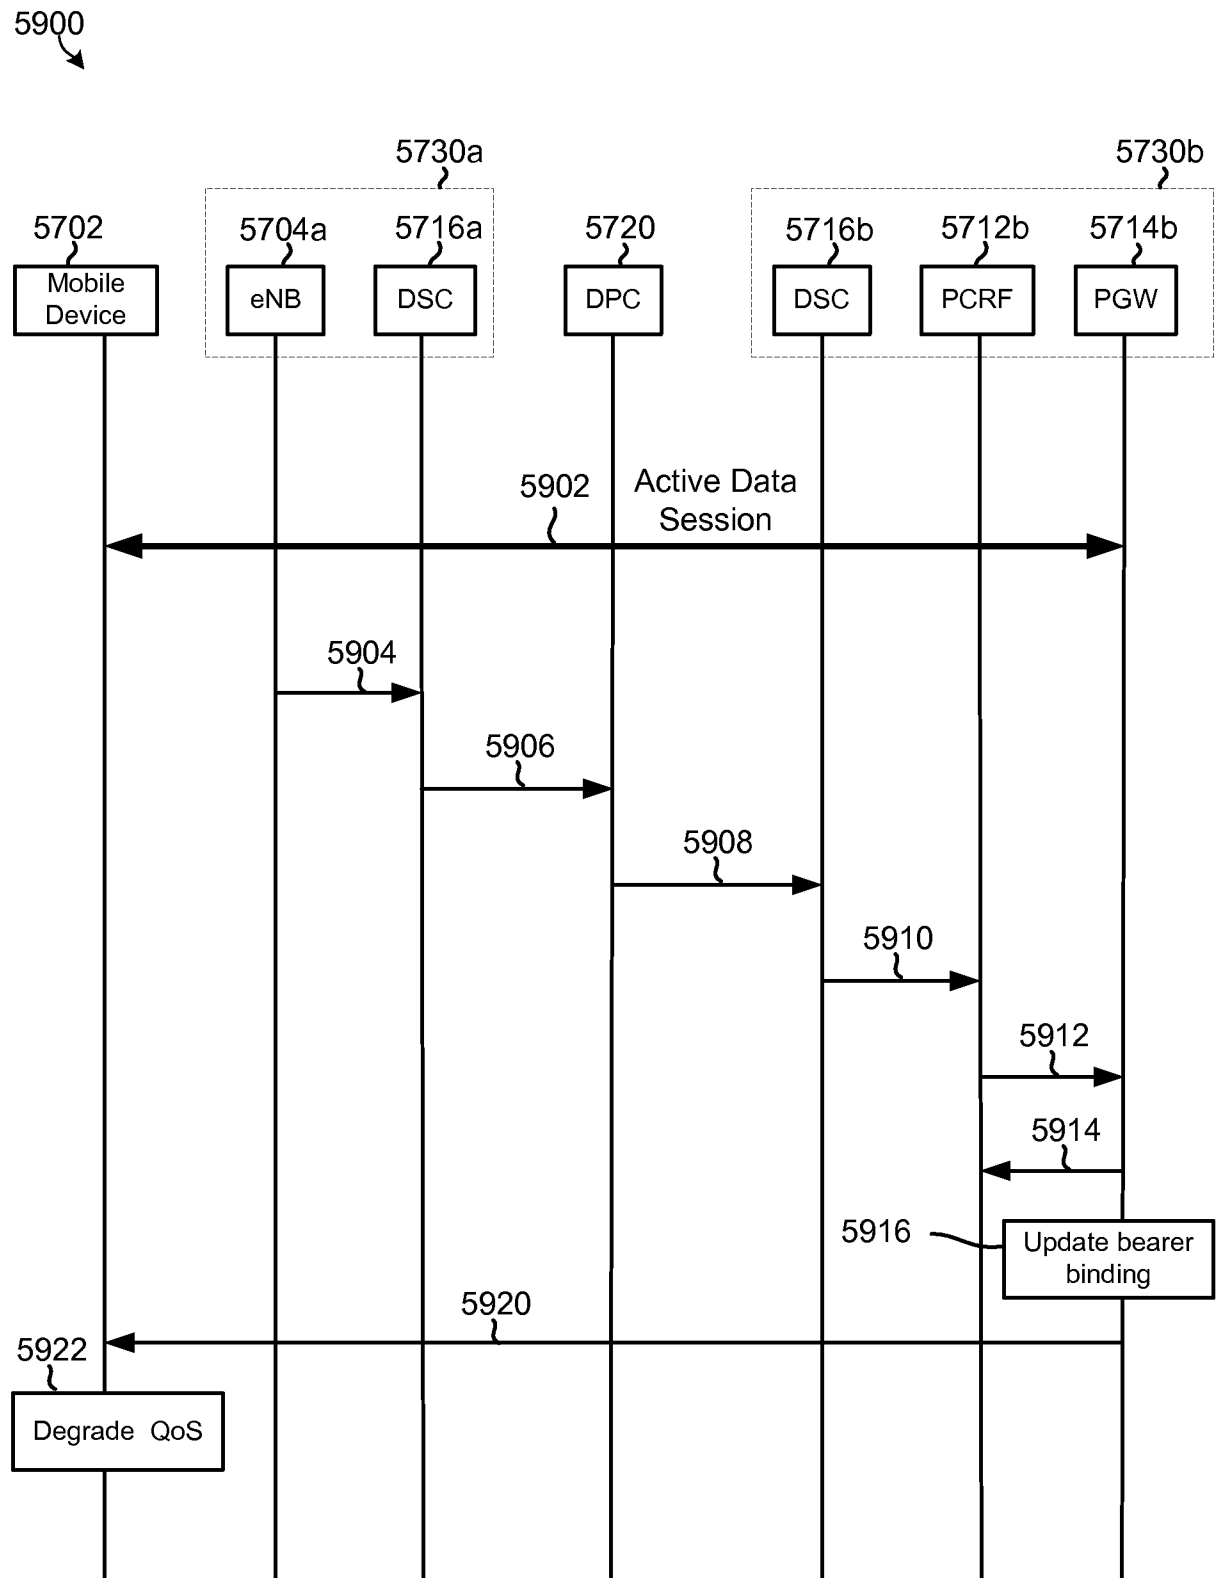 5900
5730a
5730b
5702
5704a
5716a
5720
5716b
5712b
5714b
Mobile
Device
eNB
DSC
DPC
DSC
PCRF
PGW
5902
Active Data
Session
5904
5906
5908
5910
5912
5914
5916
Update bearer
binding
5920
5922
Degrade QoS